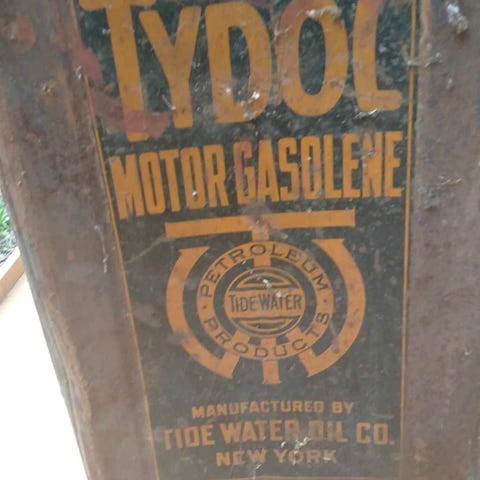 TYDOL
MOTOR GASOLENE
PETROLEUM
TIDE WATER
PRODUCTS
MANUFACTURED BY
TIDE WATER OIL CO.
NEW YORK